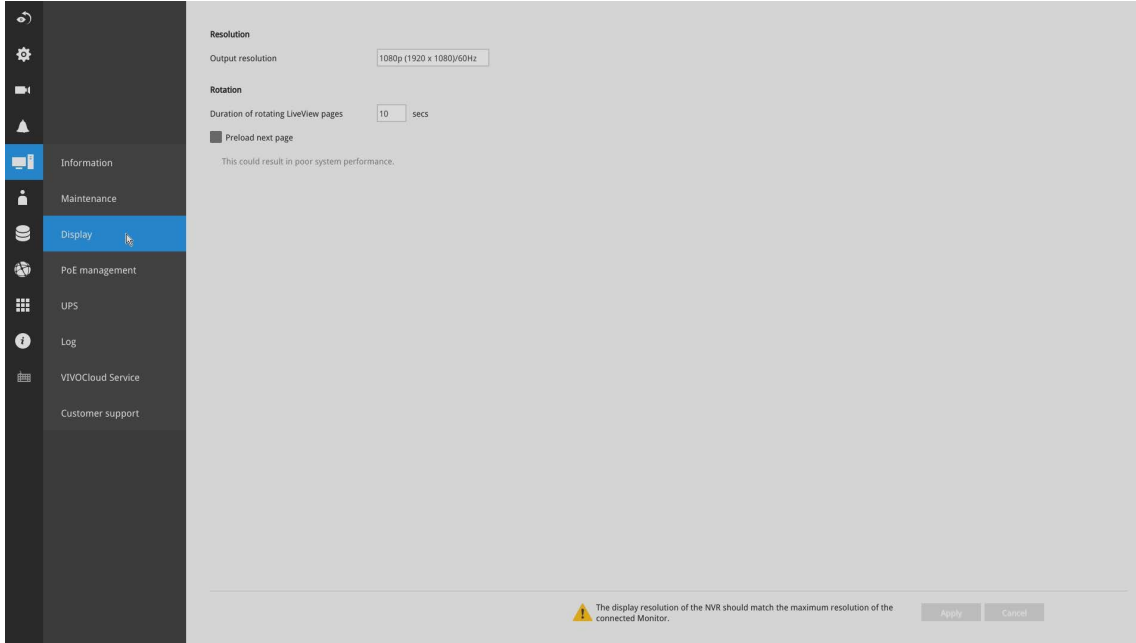 Information
Maintenance
Display
PoE management
UPS
Log
VIVOCloud Service
Customer support
Resolution
Output resolution 1080p (1920 x 1080)/60Hz
Rotation
Duration of rotating LiveView pages 10 secs
Preload next page
This could result in poor system performance.
The display resolution of the NVR should match the maximum resolution of the
connected Monitor.
Apply Cancel